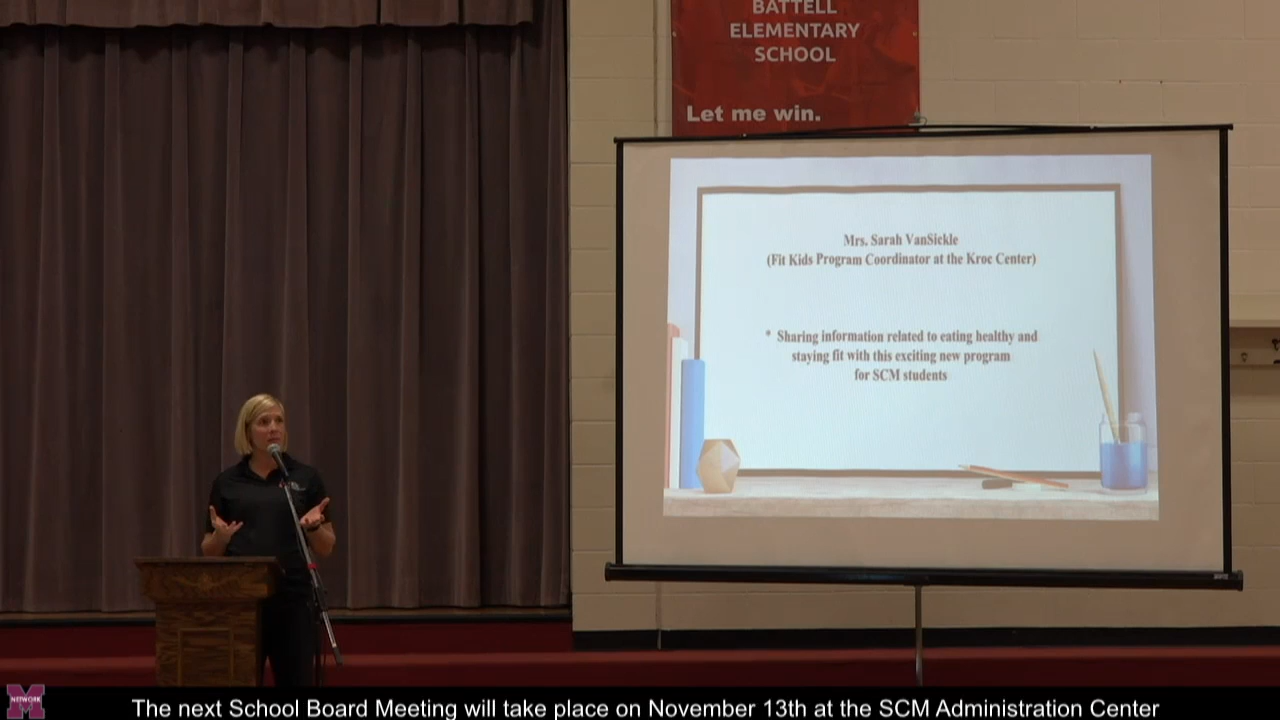 BATTELL
ELEMENTARY
SCHOOL
Let me win.
Mrs. Sarah VanSickle
(Fit Kids Program Coordinator at the Kroc Center)
* Sharing information related to eating healthy and
staying fit with this exciting new program
for SCM students
M
NETWORK
The next School Board Meeting will take place on November 13th at the SCM Administration Center